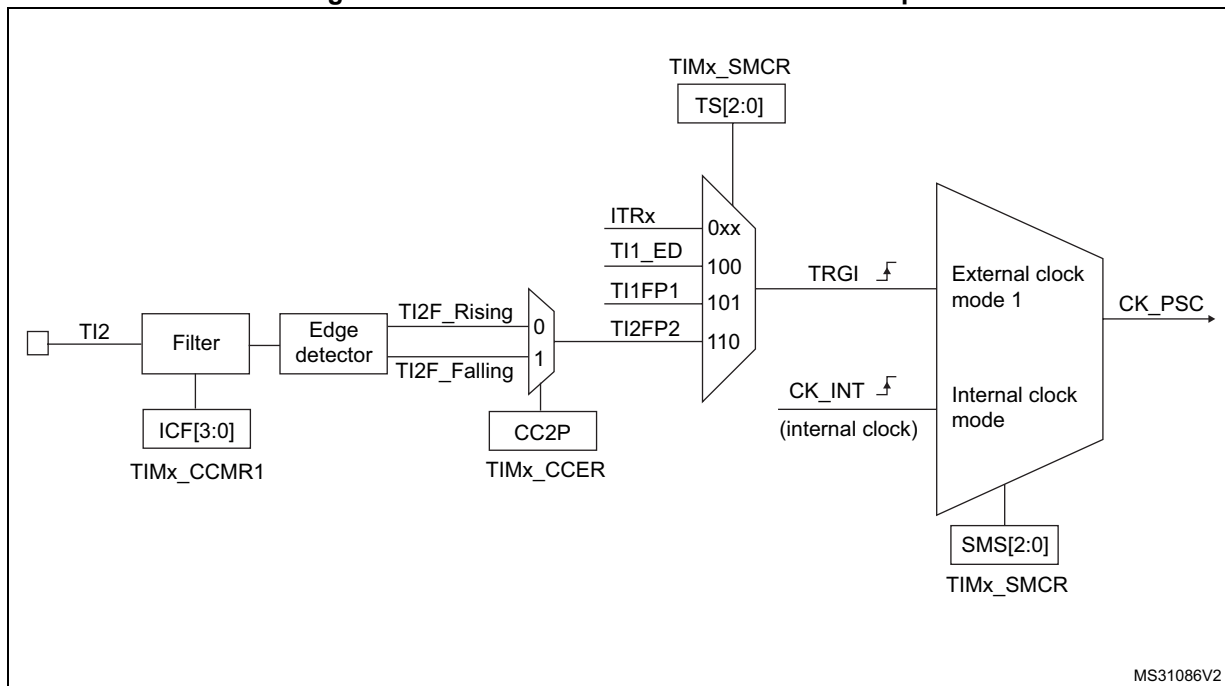 TIMx_SMCR
TS[2:0]
ITRx
0xx
TI1_ED
100
TI1FP1
101
TI2FP2
110
TRGI
External clock
mode 1
CK_PSC
TI2
Filter
Edge
detector
TI2F_Rising
0
1
TI2F_Falling
CK_INT
(internal clock)
Internal clock
mode
ICF[3:0]
TIMx_CCMR1
CC2P
TIMx_CCER
SMS[2:0]
TIMx_SMCR
MS31086V2